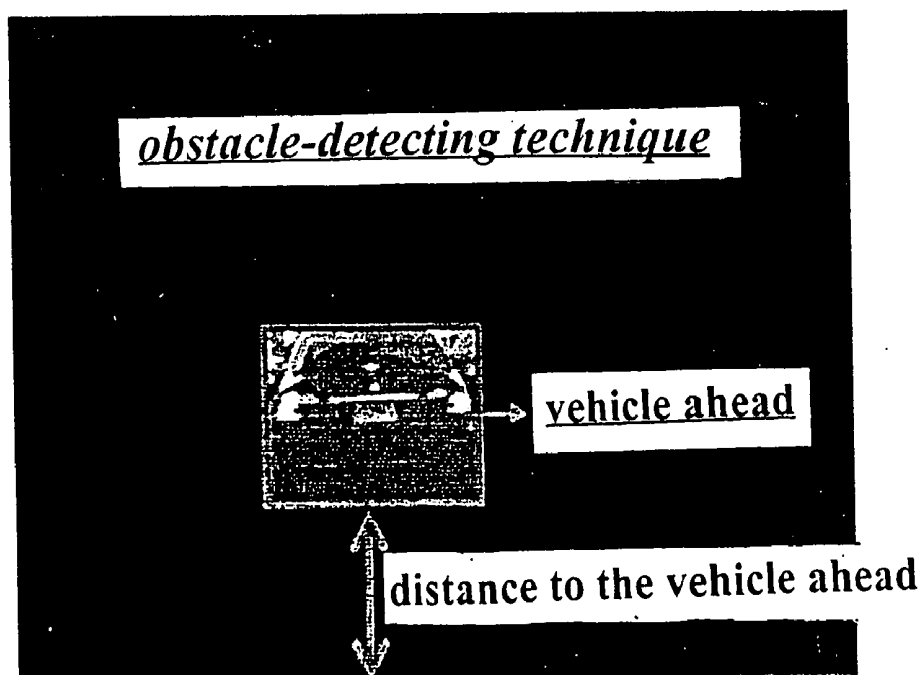 obstacle-detecting technique
vehicle ahead
distance to the vehicle ahead